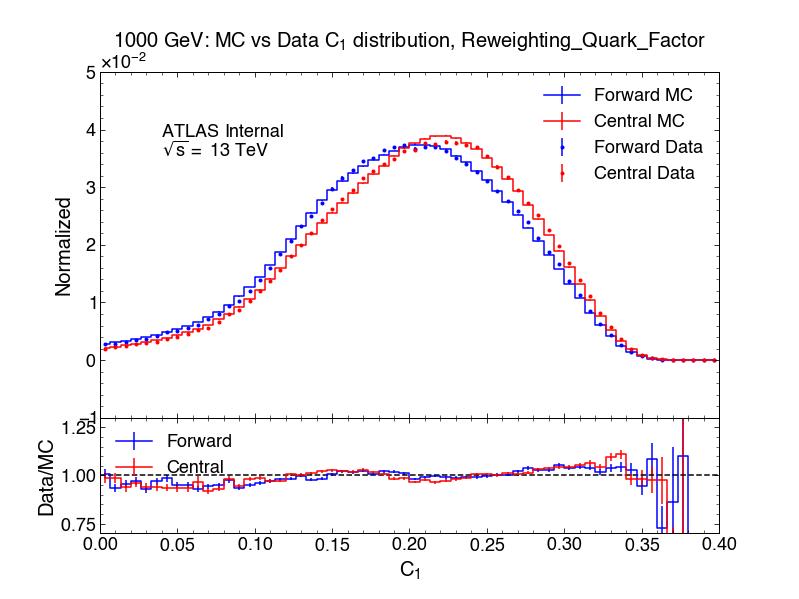 1000 GeV: MC vs Data C₁ distribution, Reweighting_Quark_Factor
×10⁻²
5
4
3
2
1
0
−1
Normalized
ATLAS Internal
√s = 13 TeV
Forward MC
Central MC
Forward Data
Central Data
1.25
1.00
0.75
Data/MC
Forward
Central
0.00 0.05 0.10 0.15 0.20 0.25 0.30 0.35 0.40
C₁